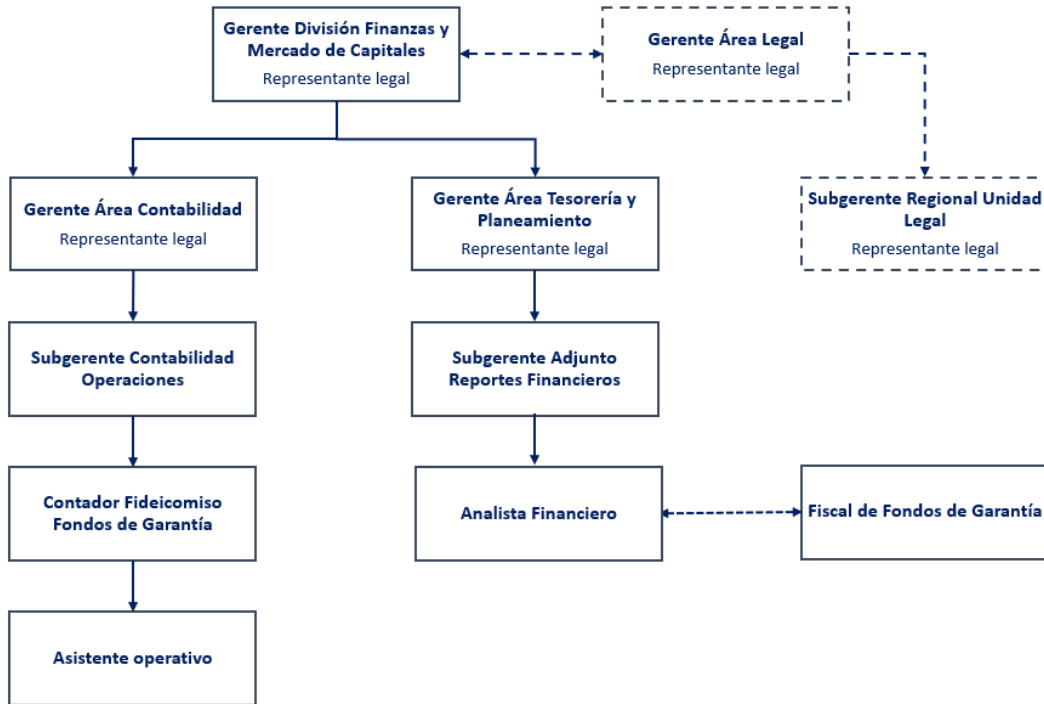 Gerente División Finanzas y
Mercado de Capitales
Representante legal
Gerente Área Legal
Representante legal
Gerente Área Contabilidad
Representante legal
Gerente Área Tesorería y
Planeamiento
Representante legal
Subgerente Regional Unidad
Legal
Representante legal
Subgerente Contabilidad
Operaciones
Subgerente Adjunto
Reportes Financieros
Contador Fideicomiso
Fondos de Garantía
Analista Financiero
Fiscal de Fondos de Garantía
Asistente operativo